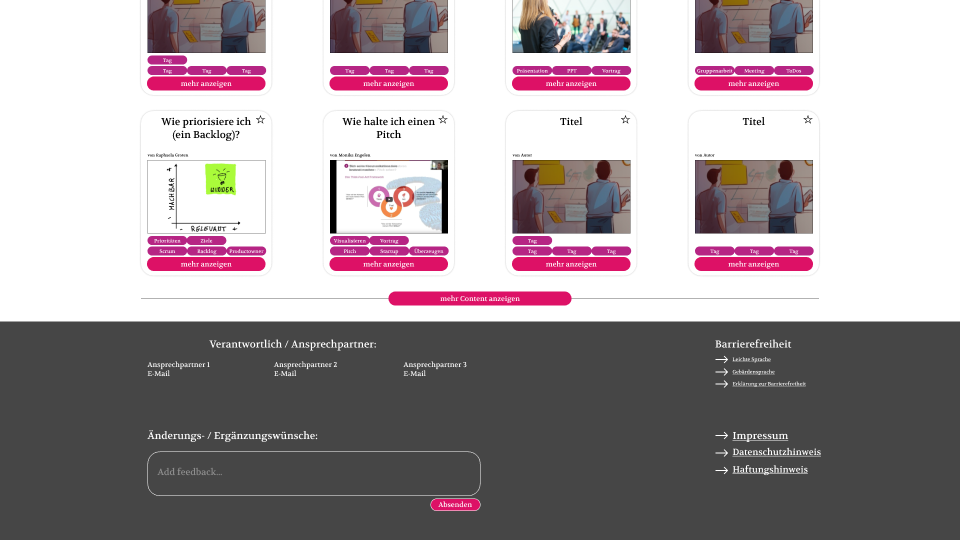 Tag
Tag Tag Tag
mehr anzeigen
Tag Tag Tag
mehr anzeigen
Präsentation PPT Vortrag
mehr anzeigen
Gruppenarbeit Meeting ToDos
mehr anzeigen
Wie priorisiere ich
(ein Backlog)?
von Raphaela Groten
MACHBAR
WINNER
RELEVANT
Prioritäten Ziele
Scrum Backlog Productowner
mehr anzeigen
Wie halte ich einen
Pitch
von Monika Engelen
Visualisieren Vortrag
Pitch Startup Überzeugen
mehr anzeigen
Titel
von Autor
Tag
Tag Tag Tag
mehr anzeigen
Titel
von Autor
Tag Tag Tag
mehr anzeigen
mehr Content anzeigen
Verantwortlich / Ansprechpartner:
Ansprechpartner 1
E-Mail
Ansprechpartner 2
E-Mail
Ansprechpartner 3
E-Mail
Barrierefreiheit
Leichte Sprache
Gebärdensprache
Erklärung zur Barrierefreiheit
Änderungs- / Ergänzungswünsche:
Add feedback...
Absenden
Impressum
Datenschutzhinweis
Haftungshinweis